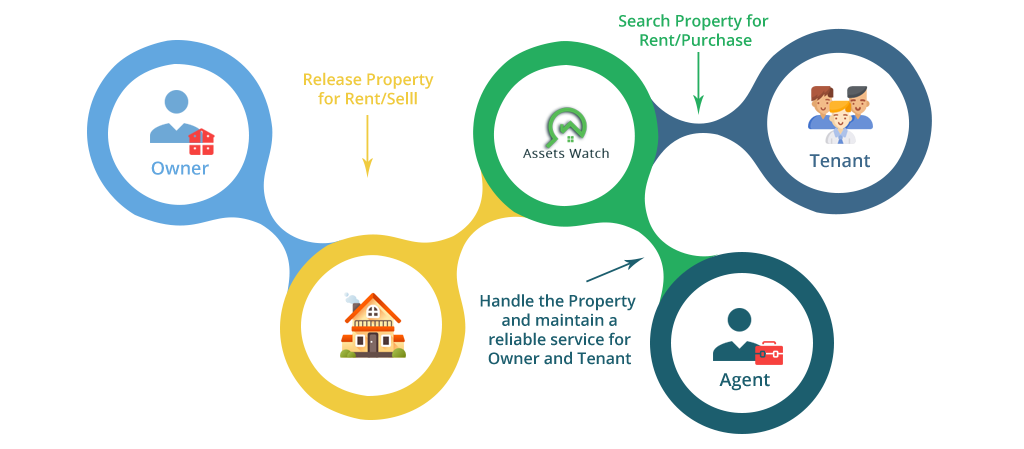 Search Property for
Rent/Purchase
Release Property
for Rent/Selll
Owner
Assets Watch
Tenant
Handle the Property
and maintain a
reliable service for
Owner and Tenant
Agent